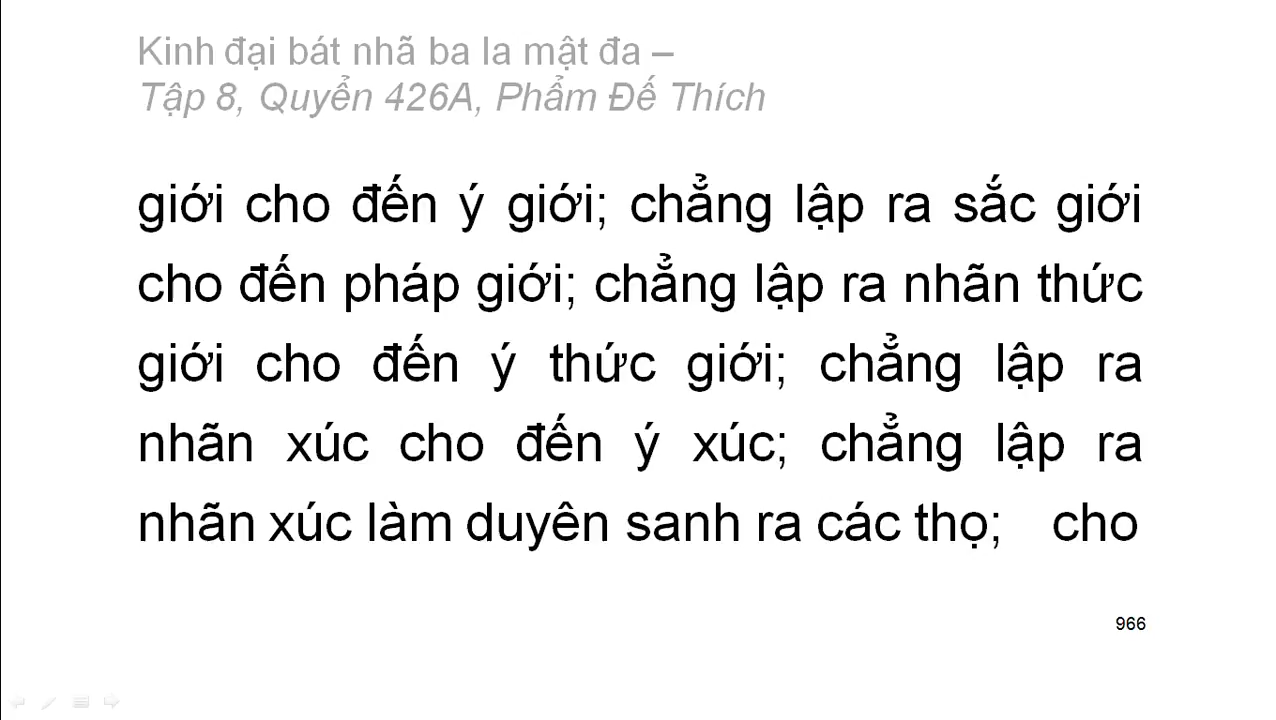 Kinh đại bát nhã ba la mật đa –
Tập 8, Quyển 426A, Phẩm Đế Thích
giới cho đến ý giới; chẳng lập ra sắc giới
cho đến pháp giới; chẳng lập ra nhãn thức
giới cho đến ý thức giới; chẳng lập ra
nhãn xúc cho đến ý xúc; chẳng lập ra
nhãn xúc làm duyên sanh ra các thọ; cho
966